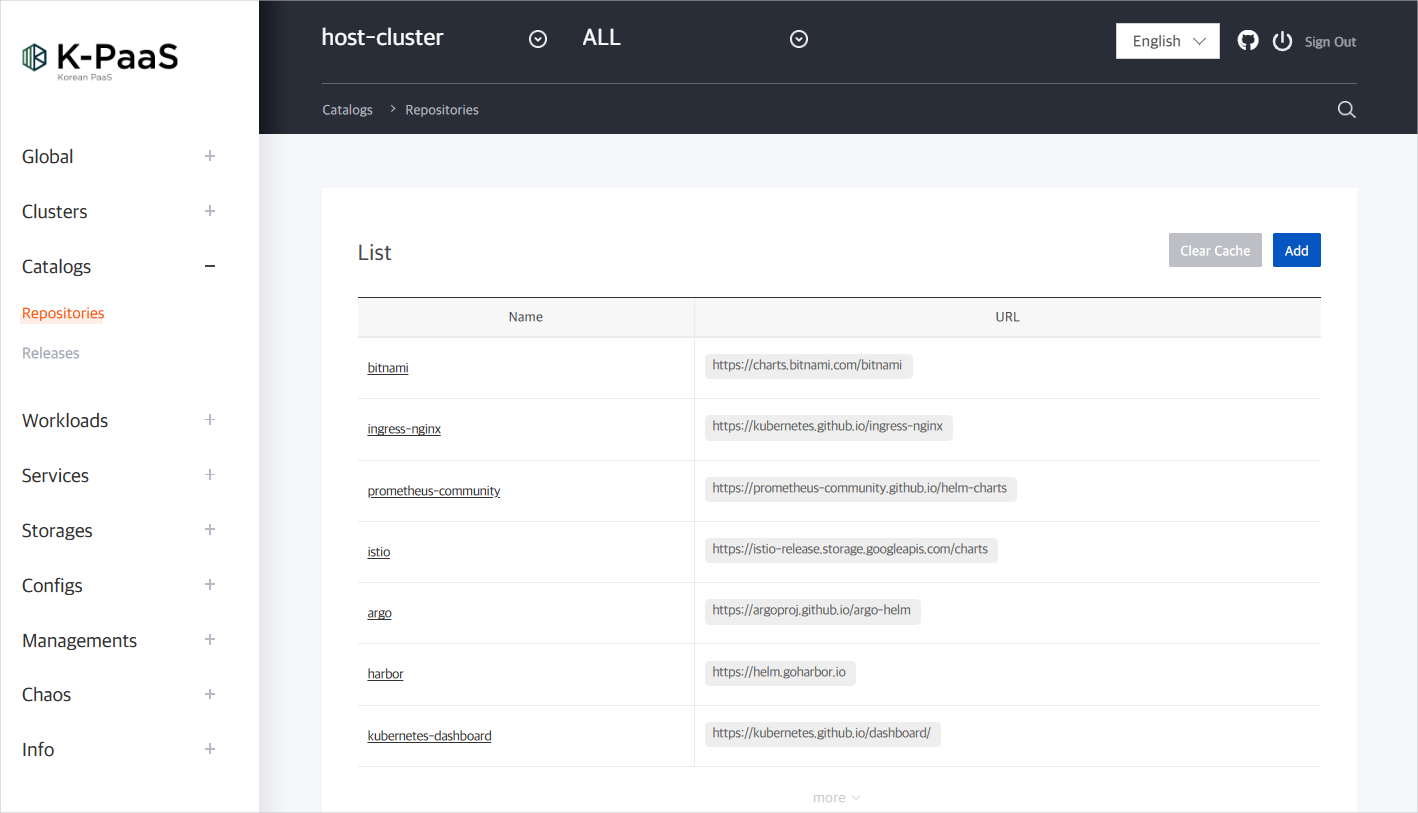 K-PaaS
Korean PaaS
host-cluster
ALL
English
Sign Out
Catalogs > Repositories
Global
Clusters
Catalogs
Repositories
Releases
Workloads
Services
Storages
Configs
Managements
Chaos
Info
List
Clear Cache
Add
Name URL
bitnami https://charts.bitnami.com/bitnami
ingress-nginx https://kubernetes.github.io/ingress-nginx
prometheus-community https://prometheus-community.github.io/helm-charts
istio https://istio-release.storage.googleapis.com/charts
argo https://argoproj.github.io/argo-helm
harbor https://helm.goharbor.io
kubernetes-dashboard https://kubernetes.github.io/dashboard/
more